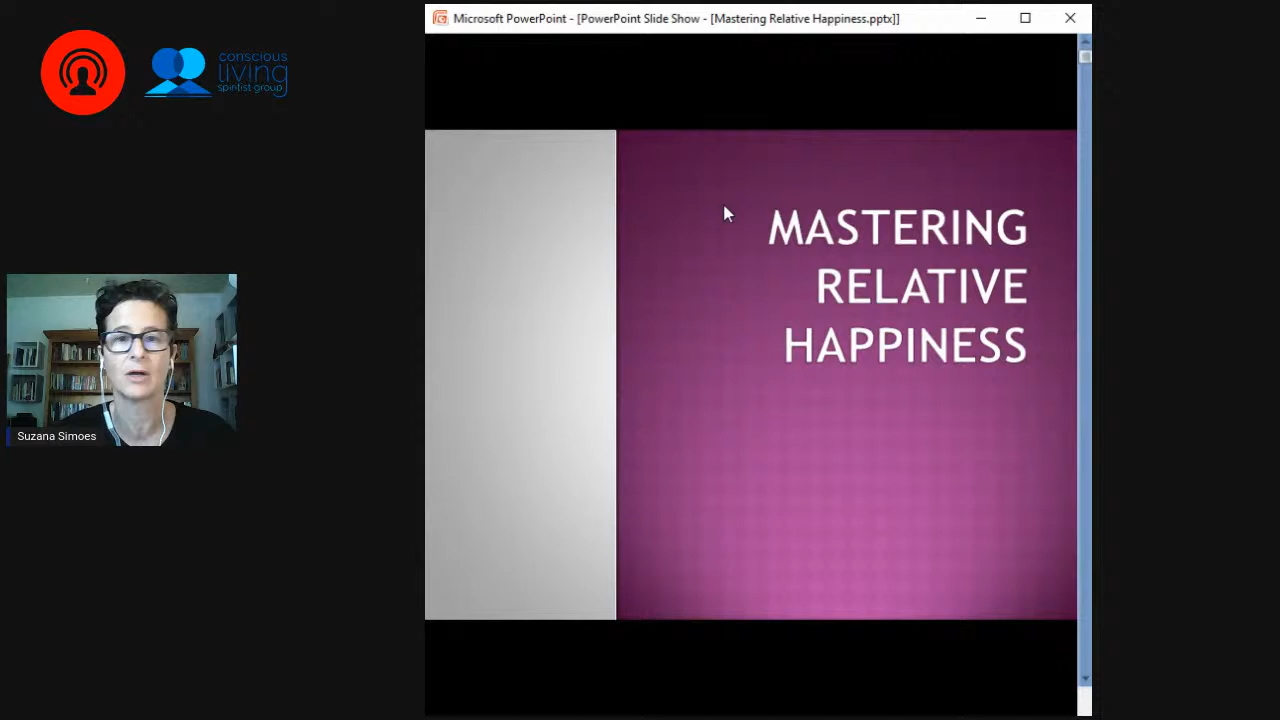 Microsoft PowerPoint - [PowerPoint Slide Show - [Mastering Relative Happiness.pptx]]
conscious
living
spiritist group
MASTERING
RELATIVE
HAPPINESS
Suzana Simoes